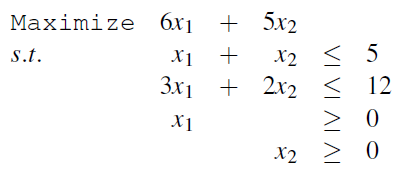 Maximize 6x₁ + 5x₂
s.t. x₁ + x₂ ≤ 5
3x₁ + 2x₂ ≤ 12
x₁ ≥ 0
x₂ ≥ 0